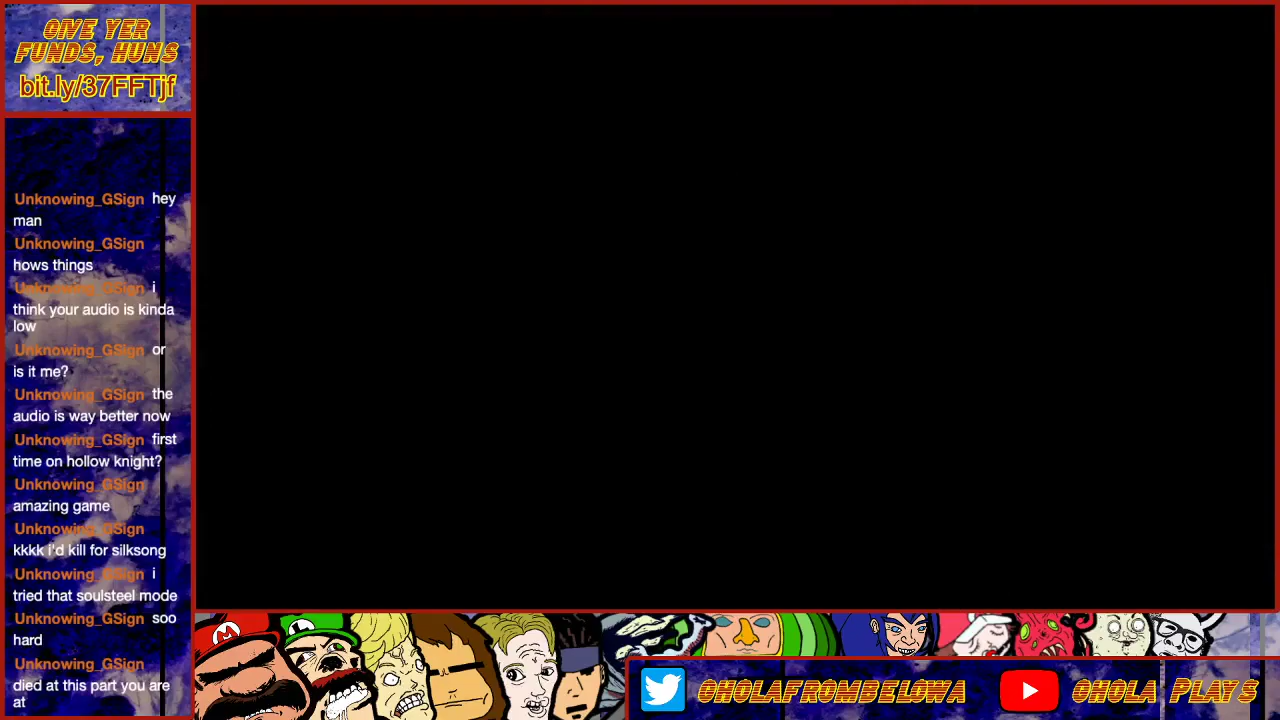 GIVE YER
FUNDS, HUNS
bit.ly/37FFTjf
Unknowing_GSign hey
man
Unknowing_GSign
hows things
Unknowing_GSign i
think your audio is kinda
low
Unknowing_GSign or
is it me?
Unknowing_GSign the
audio is way better now
Unknowing_GSign first
time on hollow knight?
Unknowing_GSign
amazing game
Unknowing_GSign
kkkk i'd kill for silksong
Unknowing_GSign i
tried that soulsteel mode
Unknowing_GSign soo
hard
Unknowing_GSign
died at this part you are
at
M
L
GHOLAFROMBELOWA
GHOLA PLAYS